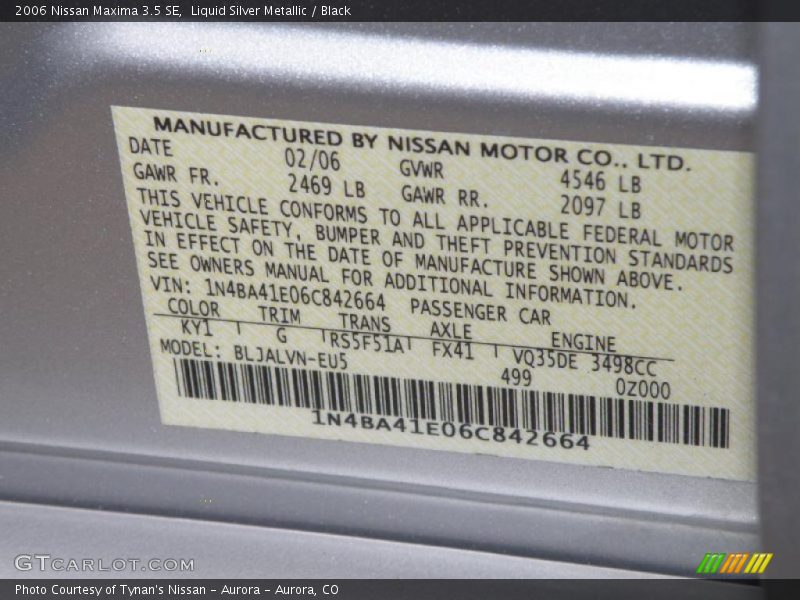 2006 Nissan Maxima 3.5 SE,  Liquid Silver Metallic / Black
MANUFACTURED BY NISSAN MOTOR CO., LTD.
DATE 02/06 GVWR 4546 LB
GAWR FR. 2469 LB GAWR RR. 2097 LB
THIS VEHICLE CONFORMS TO ALL APPLICABLE FEDERAL MOTOR
VEHICLE SAFETY, BUMPER AND THEFT PREVENTION STANDARDS
IN EFFECT ON THE DATE OF MANUFACTURE SHOWN ABOVE.
SEE OWNERS MANUAL FOR ADDITIONAL INFORMATION.
VIN: 1N4BA41E06C842664 PASSENGER CAR
COLOR TRIM TRANS AXLE ENGINE
KY1 G RS5F51A FX41 VQ35DE 3498CC
MODEL: BLJALVN-EU5 499 0Z000
1N4BA41E06C842664
GTCARLOT.COM
Photo Courtesy of Tynan's Nissan - Aurora - Aurora, CO